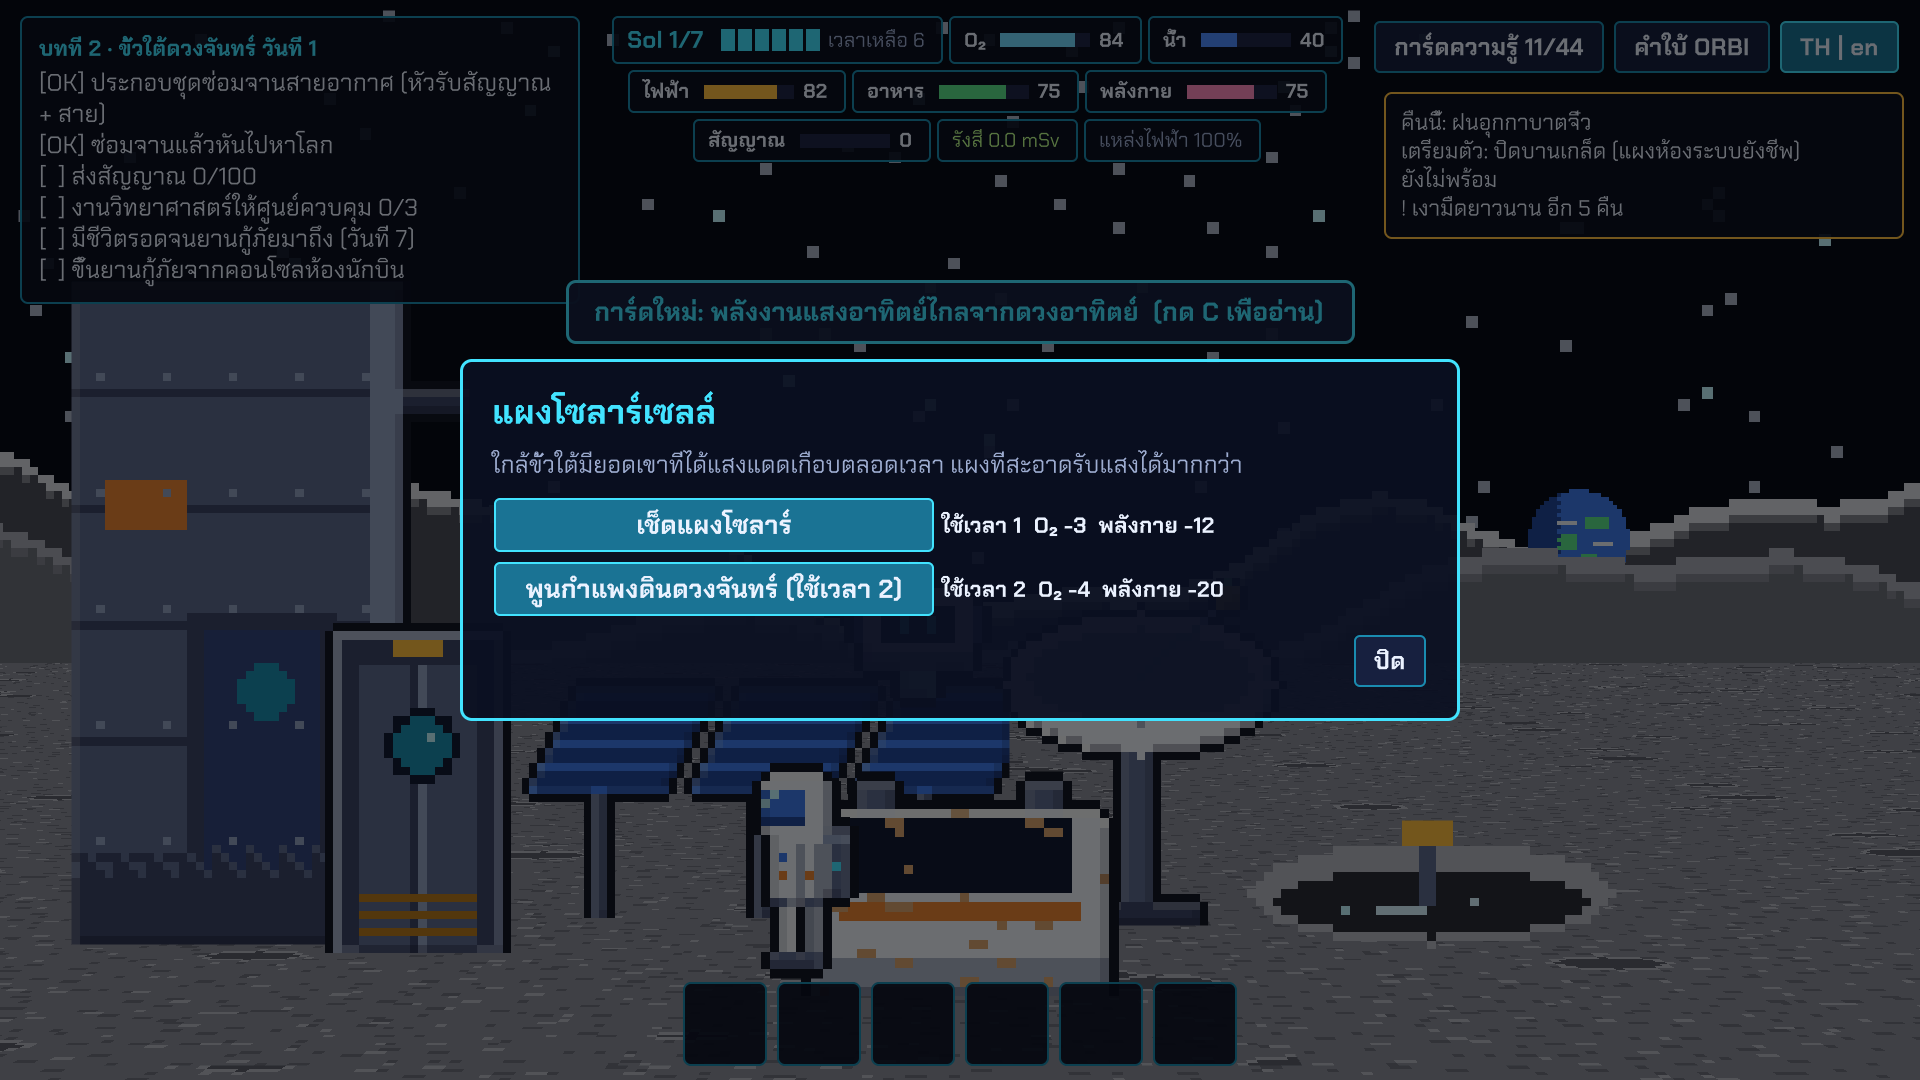 บทที่ 2 · ขั้วใต้ดวงจันทร์ วันที่ 1
[OK] ประกอบชุดซ่อมจานสายอากาศ (หัวรับสัญญาณ
+ สาย)
[OK] ซ่อมจานแล้วหันไปหาโลก
[ ] ส่งสัญญาณ 0/100
[ ] งานวิทยาศาสตร์ให้ศูนย์ควบคุม 0/3
[ ] มีชีวิตรอดจนยานกู้ภัยมาถึง (วันที่ 7)
[ ] ขึ้นยานกู้ภัยจากคอนโซลห้องนักบิน
Sol 1/7 เวลาเหลือ 6
O₂ 84
น้ำ 40
ไฟฟ้า 82
อาหาร 75
พลังกาย 75
สัญญาณ 0
รังสี 0.0 mSv
แหล่งไฟฟ้า 100%
การ์ดความรู้ 11/44
คำใบ้ ORBI
TH | en
คืนนี้: ฝนอุกกาบาตจิ๋ว
เตรียมตัว: ปิดบานเกล็ด (แผงห้องระบบยังชีพ)
ยังไม่พร้อม
! เงามืดยาวนาน อีก 5 คืน
การ์ดใหม่: พลังงานแสงอาทิตย์ไกลจากดวงอาทิตย์ (กด C เพื่ออ่าน)
แผงโซลาร์เซลล์
ใกล้ขั้วใต้มียอดเขาที่ได้แสงแดดเกือบตลอดเวลา แผงที่สะอาดรับแสงได้มากกว่า
เช็ดแผงโซลาร์
ใช้เวลา 1 O₂ -3 พลังกาย -12
พูนกำแพงดินดวงจันทร์ (ใช้เวลา 2)
ใช้เวลา 2 O₂ -4 พลังกาย -20
ปิด